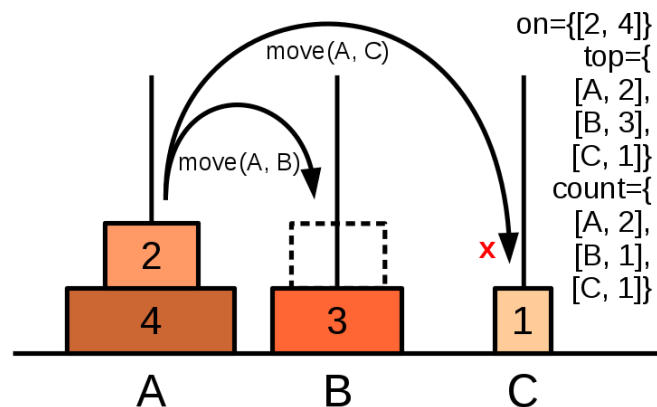 on={[2, 4]}
top={
[A, 2],
[B, 3],
[C, 1]}
count={
[A, 2],
[B, 1],
[C, 1]}
move(A, C)
move(A, B)
x
2
4
3
1
A
B
C